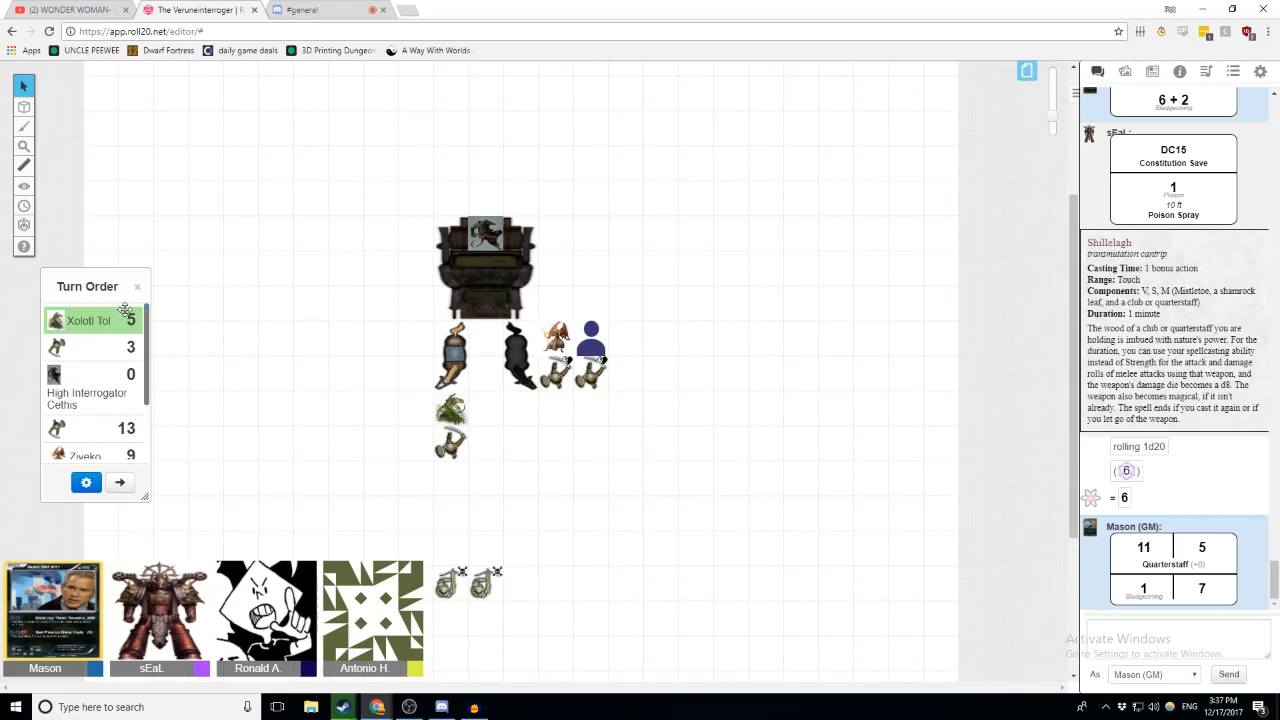 (2) WONDER WOMAN-
The Veruneinterroger | R
#general
https://app.roll20.net/editor/#
Apps
UNCLE PEEWEE
Dwarf Fortress
daily game deals
3D Printing Dungeon
A Way With Worlds -
6 + 2
Bludgeoning
sEaL:
DC15
Constitution Save
1
Poison
10 ft
Poison Spray
Shillelagh
transmutation cantrip
Casting Time: 1 bonus action
Range: Touch
Components: V, S, M (Mistletoe, a shamrock
leaf, and a club or quarterstaff)
Duration: 1 minute
The wood of a club or quarterstaff you are
holding is imbued with nature's power. For the
duration, you can use your spellcasting ability
instead of Strength for the attack and damage
rolls of melee attacks using that weapon, and
the weapon's damage die becomes a d8. The
weapon also becomes magical, if it isn't
already. The spell ends if you cast it again or if
you let go of the weapon.
rolling 1d20
(6)
= 6
Mason (GM):
11 5
Quarterstaff (+0)
1 7
Bludgeoning
Turn Order
Xolotl Tol 5
3
0
High Interrogator
Cethis
13
Ziveko 9
Mason
sEaL
Ronald A.
Antonio H.
Activate Windows
Go to Settings to activate Windows.
As: Mason (GM) Send
Type here to search
3:37 PM
12/17/2017